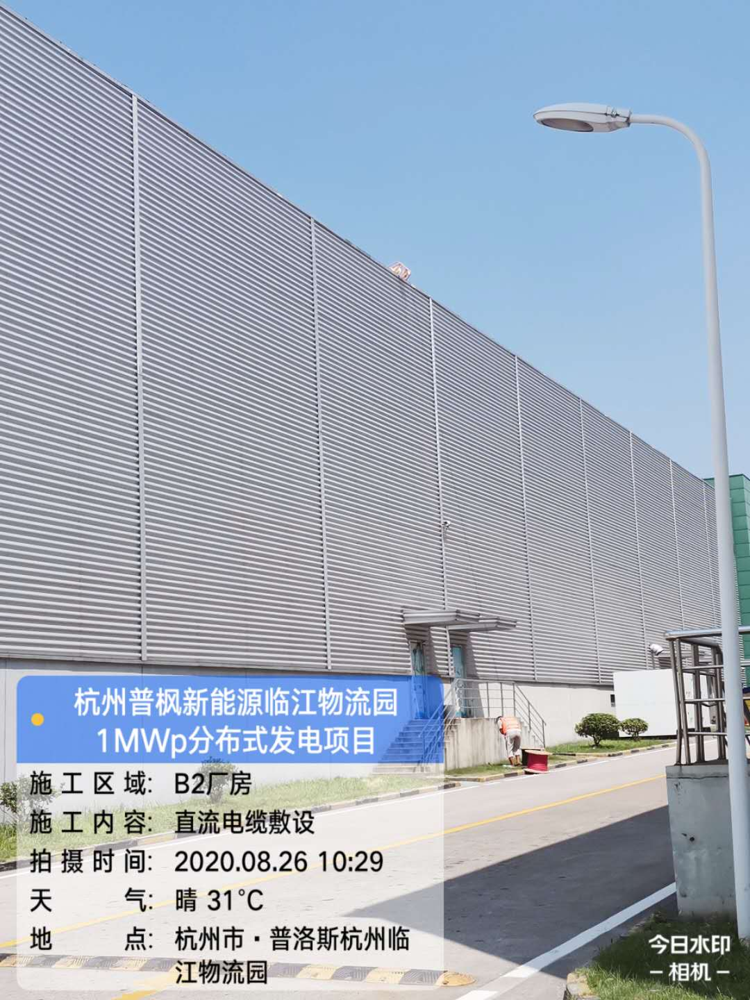 杭州普枫新能源临江物流园
1MWp分布式发电项目
施工区域: B2厂房
施工内容: 直流电缆敷设
拍摄时间: 2020.08.26 10:29
天气: 晴 31°C
地点: 杭州市·普洛斯杭州临
江物流园
今日水印
-相机-